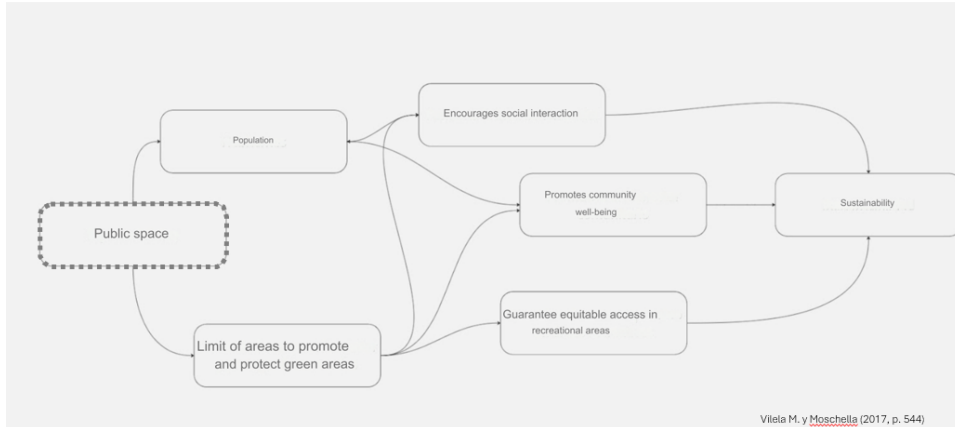 Encourages social interaction
Population
Promotes community
well-being
Sustainability
Public space
Guarantee equitable access in
recreational areas
Limit of areas to promote
and protect green areas
Vilela M. y Moschella (2017, p. 544)